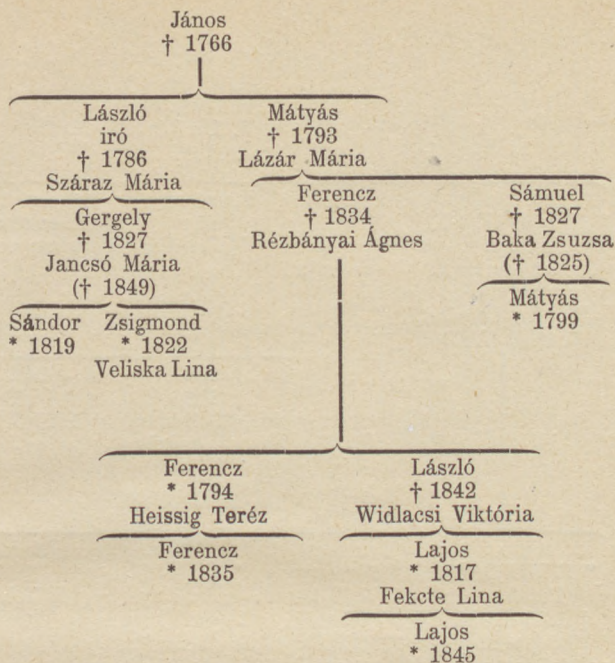 János
† 1766
László
iró
† 1786
Száraz Mária
Mátyás
† 1793
Lázár Mária
Gergely
† 1827
Jancsó Mária
(† 1849)
Ferencz
† 1834
Rézbányai Ágnes
Sámuel
† 1827
Baka Zsuzsa
(† 1825)
Sándor
* 1819
Zsigmond
* 1822
Veliska Lina
Mátyás
* 1799
Ferencz
* 1794
Heissig Teréz
László
† 1842
Widlacsi Viktória
Ferencz
* 1835
Lajos
* 1817
Fekcte Lina
Lajos
* 1845